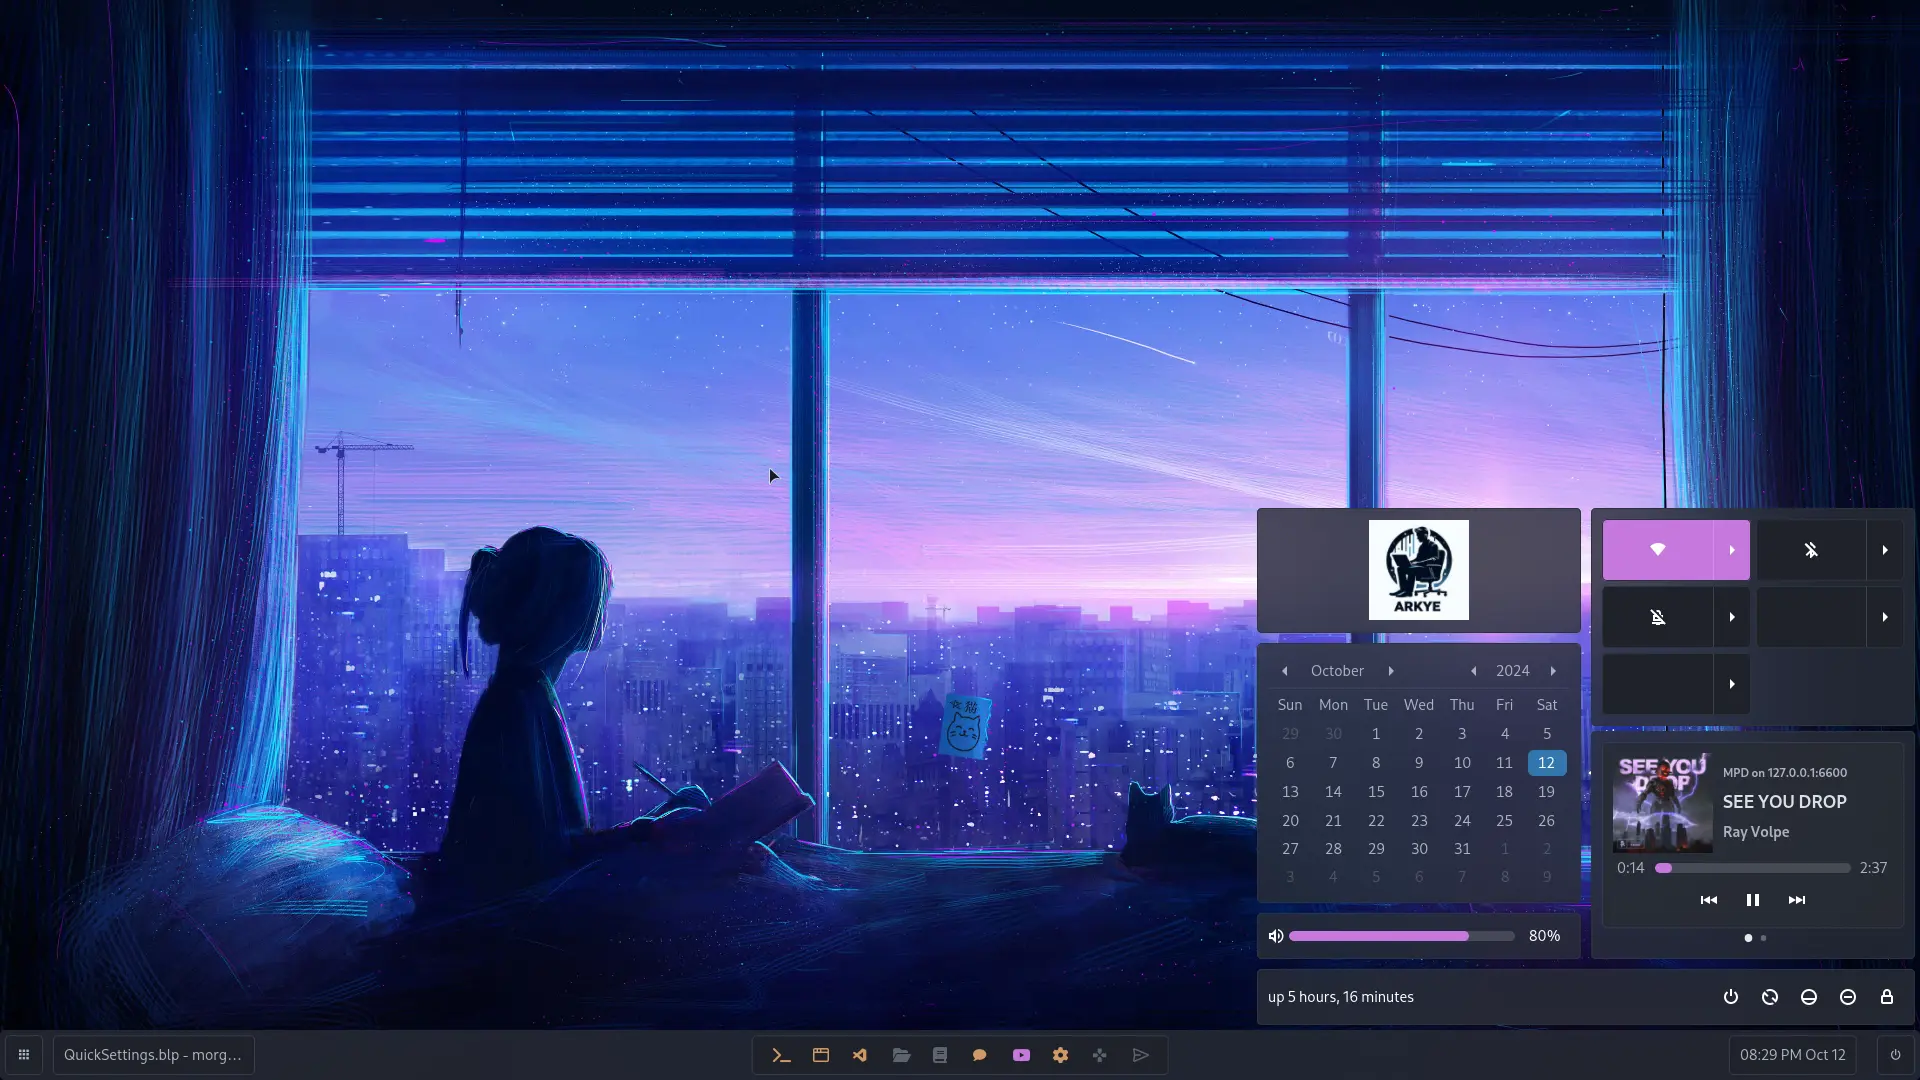 猫
ARKYE
October 2024
Sun Mon Tue Wed Thu Fri Sat
29 30 1 2 3 4 5
6 7 8 9 10 11 12
13 14 15 16 17 18 19
20 21 22 23 24 25 26
27 28 29 30 31 1 2
3 4 5 6 7 8 9
80%
SEE YOU
DROP
MPD on 127.0.0.1:6600
SEE YOU DROP
Ray Volpe
0:14 2:37
up 5 hours, 16 minutes
QuickSettings.blp - morg...
08:29 PM Oct 12